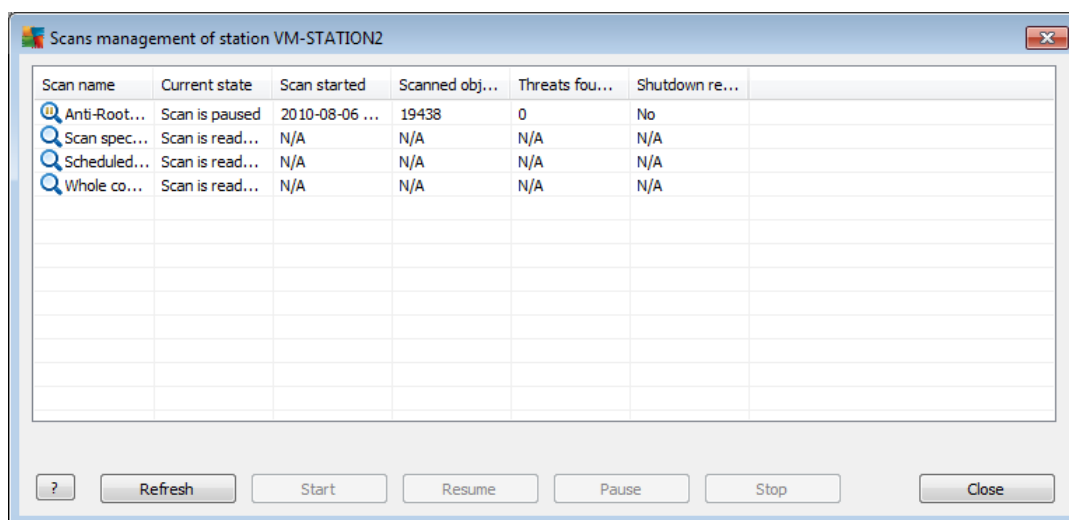 Scans management of station VM-STATION2
Scan name Current state Scan started Scanned obj... Threats fou... Shutdown re...
Anti-Root... Scan is paused 2010-08-06 ... 19438 0 No
Scan spec... Scan is read... N/A N/A N/A N/A
Scheduled... Scan is read... N/A N/A N/A N/A
Whole co... Scan is read... N/A N/A N/A N/A
? Refresh Start Resume Pause Stop Close